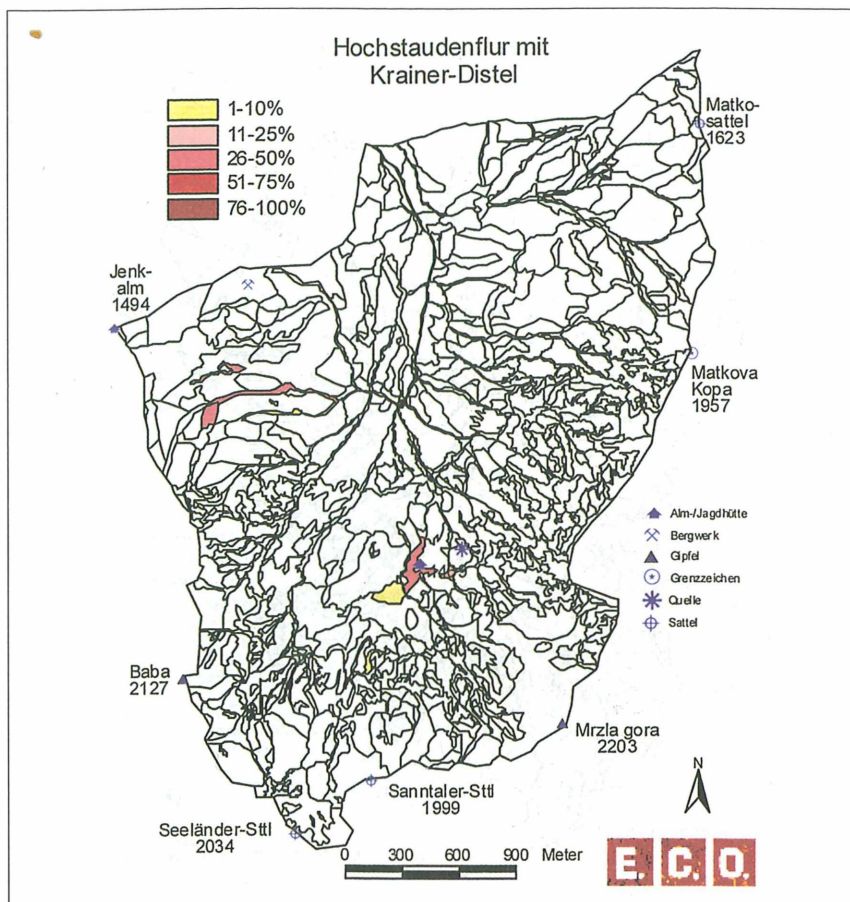 Hochstaudenflur mit
Krainer-Distel
1-10%
11-25%
26-50%
51-75%
76-100%
Matko-
sattel
1623
Jenk-
alm
1494
Matkova
Kopa
1957
Alm-/Jagdhütte
Bergwerk
Gipfel
Grenzzeichen
Quelle
Sattel
Baba
2127
Mrzla gora
2203
Sanntaler-Sttl
1999
Seeländer-Sttl
2034
N
0 300 600 900 Meter
E. C. O.